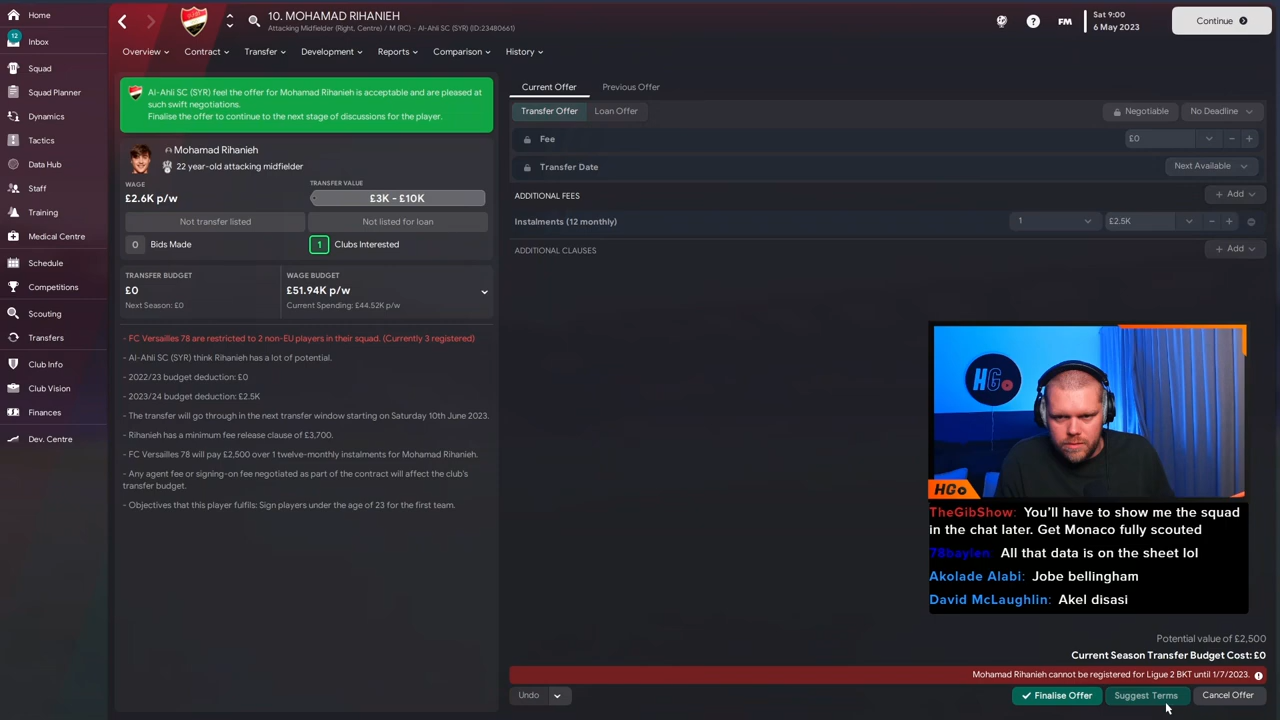 Home
12
Inbox
Squad
Squad Planner
Dynamics
Tactics
Data Hub
Staff
Training
Medical Centre
Schedule
Competitions
Scouting
Transfers
Club Info
Club Vision
Finances
Dev. Centre
10. MOHAMAD RIHANIEH
Attacking Midfielder (Right, Centre) / M (RC) - Al-Ahli SC (SYR) (ID:23480661)
FM
Sat 9:00
6 May 2023
Continue
Overview
Contract
Transfer
Development
Reports
Comparison
History
Al-Ahli SC (SYR) feel the offer for Mohamad Rihanieh is acceptable and are pleased at
such swift negotiations.
Finalise the offer to continue to the next stage of discussions for the player.
Mohamad Rihanieh
22 year-old attacking midfielder
WAGE
TRANSFER VALUE
£2.6K p/w
£3K - £10K
Not transfer listed
Not listed for loan
0 Bids Made
1 Clubs Interested
TRANSFER BUDGET
WAGE BUDGET
£0
£51.94K p/w
Next Season: £0
Current Spending: £44.52K p/w
- FC Versailles 78 are restricted to 2 non-EU players in their squad. (Currently 3 registered)
- Al-Ahli SC (SYR) think Rihanieh has a lot of potential.
- 2022/23 budget deduction: £0
- 2023/24 budget deduction: £2.5K
- The transfer will go through in the next transfer window starting on Saturday 10th June 2023.
- Rihanieh has a minimum fee release clause of £3,700.
- FC Versailles 78 will pay £2,500 over 1 twelve-monthly instalments for Mohamad Rihanieh.
- Any agent fee or signing-on fee negotiated as part of the contract will affect the club's
transfer budget.
- Objectives that this player fulfils: Sign players under the age of 23 for the first team.
Current Offer
Previous Offer
Transfer Offer
Loan Offer
Negotiable
No Deadline
Fee
£0
Transfer Date
Next Available
ADDITIONAL FEES
+ Add
Instalments (12 monthly)
1
£2.5K
ADDITIONAL CLAUSES
+ Add
HGo
HGo
TheGibShow: You'll have to show me the squad
in the chat later. Get Monaco fully scouted
78baylen All that data is on the sheet lol
Akolade Alabi: Jobe bellingham
David McLaughlin: Akel disasi
Potential value of £2,500
Current Season Transfer Budget Cost: £0
Mohamad Rihanieh cannot be registered for Ligue 2 BKT until 1/7/2023.
Undo
Finalise Offer
Suggest Terms
Cancel Offer